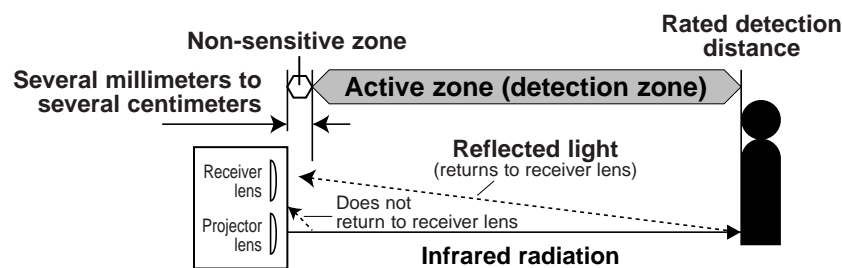 Rated detection
distance
Non-sensitive zone
Several millimeters to
several centimeters
Active zone (detection zone)
Reflected light
(returns to receiver lens)
Receiver
lens
Does not
return to receiver lens
Projector
lens
Infrared radiation